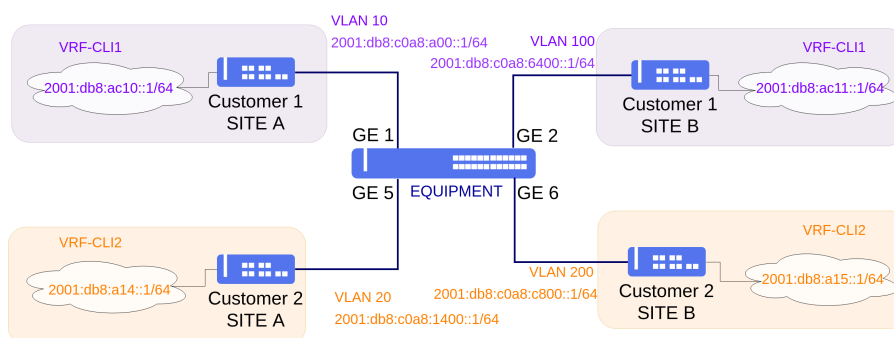 VLAN 10
2001:db8:c0a8:a00::1/64
VRF-CLI1
2001:db8:ac10::1/64
Customer 1
SITE A
VLAN 100
2001:db8:c0a8:6400::1/64
VRF-CLI1
2001:db8:ac11::1/64
Customer 1
SITE B
GE 1
GE 2
GE 5
EQUIPMENT
GE 6
VRF-CLI2
2001:db8:a14::1/64
Customer 2
SITE A
VLAN 20
2001:db8:c0a8:1400::1/64
VLAN 200
2001:db8:c0a8:c800::1/64
VRF-CLI2
2001:db8:a15::1/64
Customer 2
SITE B